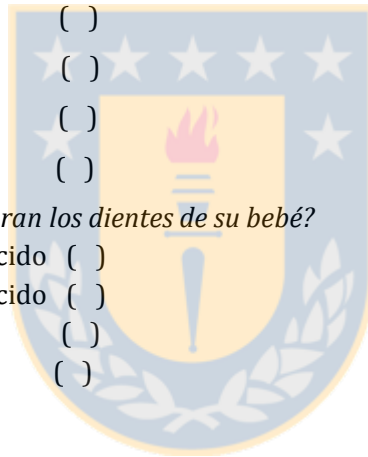 ( )
( )
( )
( )
ran los dientes de su bebé?
cido ( )
cido ( )
( )
( )